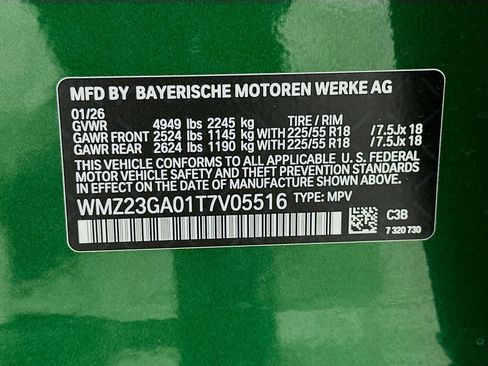 MFD BY BAYERISCHE MOTOREN WERKE AG
01/26
GVWR 4949 lbs 2245 kg TIRE / RIM
GAWR FRONT 2524 lbs 1145 kg WITH 225/55 R18 / 7.5Jx 18
GAWR REAR 2624 lbs 1190 kg WITH 225/55 R18 / 7.5Jx 18
THIS VEHICLE CONFORMS TO ALL APPLICABLE U. S. FEDERAL
MOTOR VEHICLE SAFETY AND THEFT PREVENTION STANDARDS IN
EFFECT ON THE DATE OF MANUFACTURE SHOWN ABOVE.
WMZ23GA01T7V05516 TYPE: MPV
C3B
7 320 730